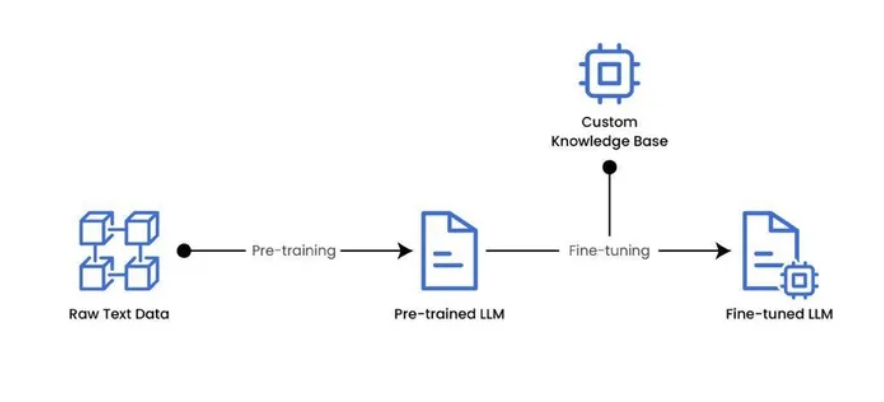 Custom
Knowledge Base
Pre-training
Fine-tuning
Raw Text Data
Pre-trained LLM
Fine-tuned LLM